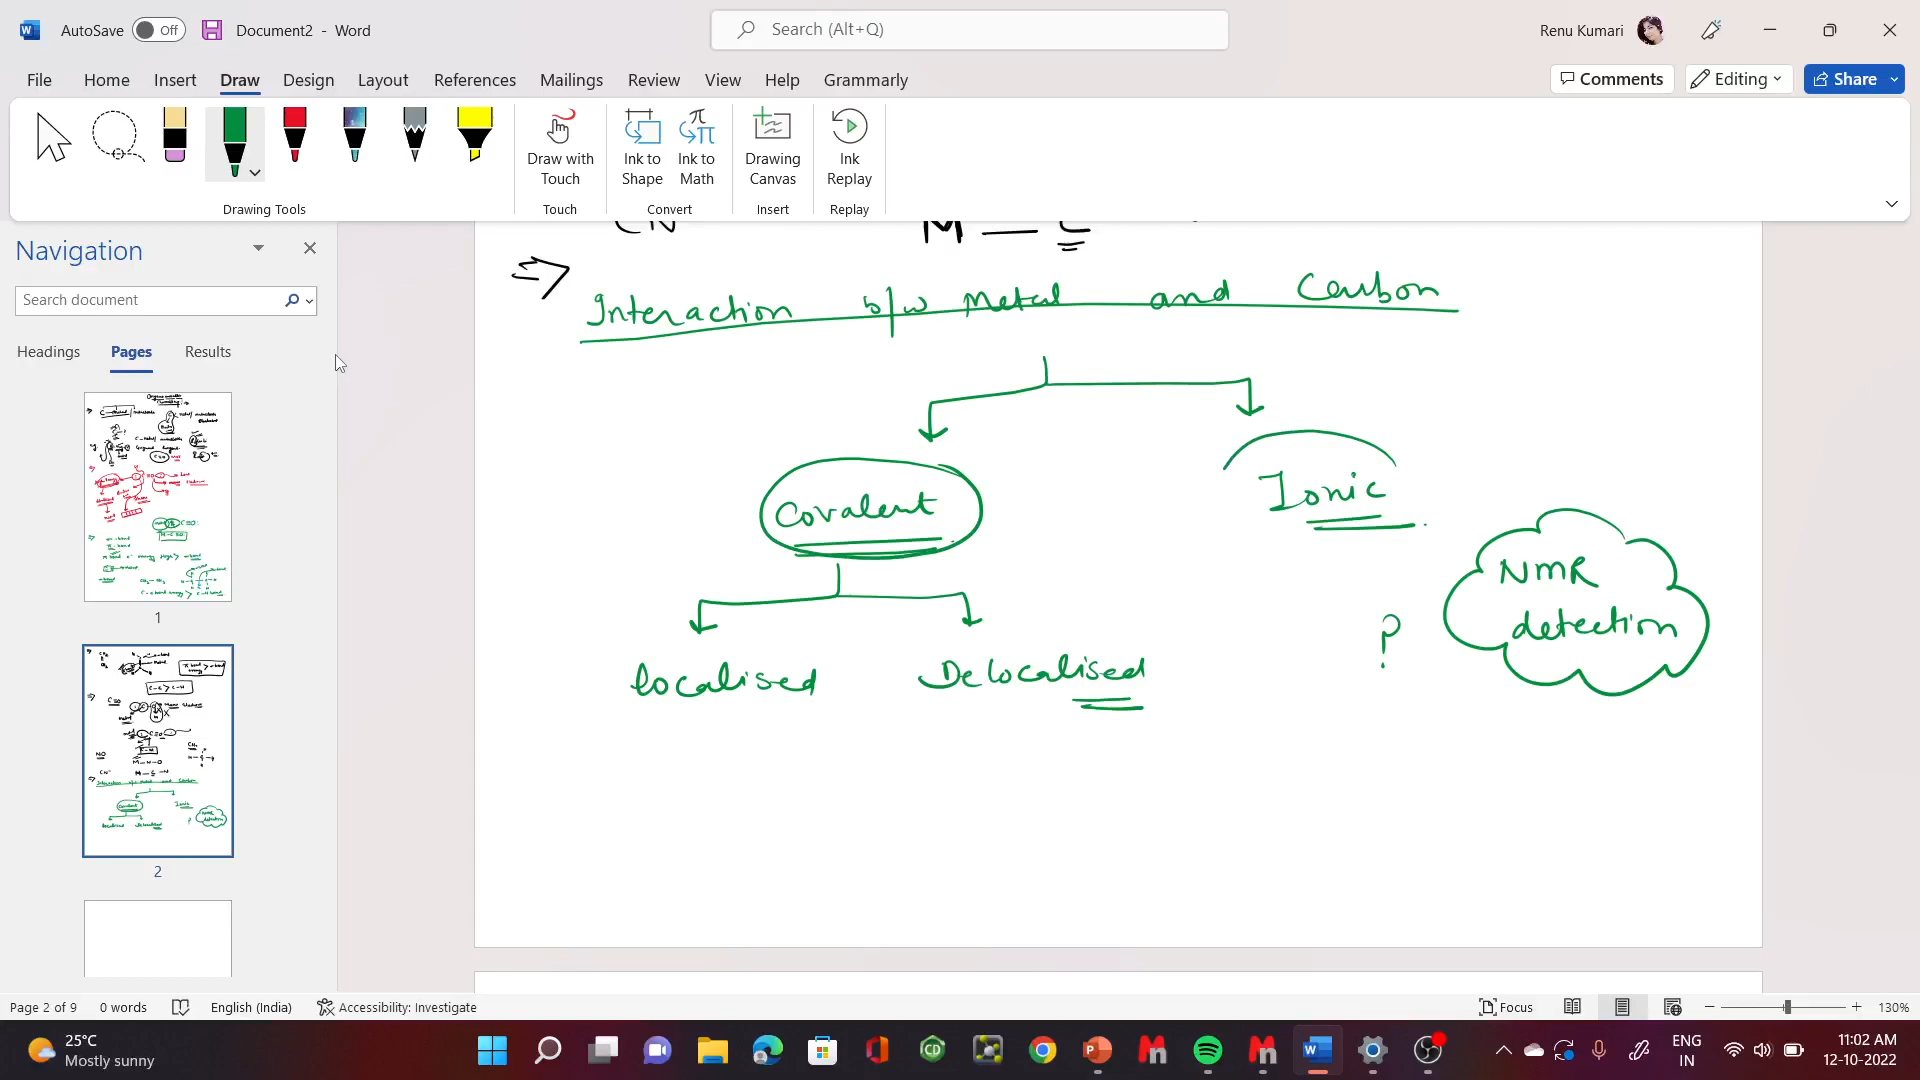 AutoSave Off Document2 - Word Search (Alt+Q) Renu Kumari
File Home Insert Draw Design Layout References Mailings Review View Help Grammarly Comments Editing Share
Draw with Touch
Ink to Shape
Ink to Math
Drawing Canvas
Ink Replay
Drawing Tools Touch Convert Insert Replay
Navigation
Search document
Headings Pages Results
1
2
CN M — C
⇒ Interaction b/w Metal and Carbon
Covalent Ionic
NMR
detection
?
localised Delocalised
Page 2 of 9 0 words English (India) Accessibility: Investigate Focus 130%
25°C
Mostly sunny
ENG
IN
11:02 AM
12-10-2022